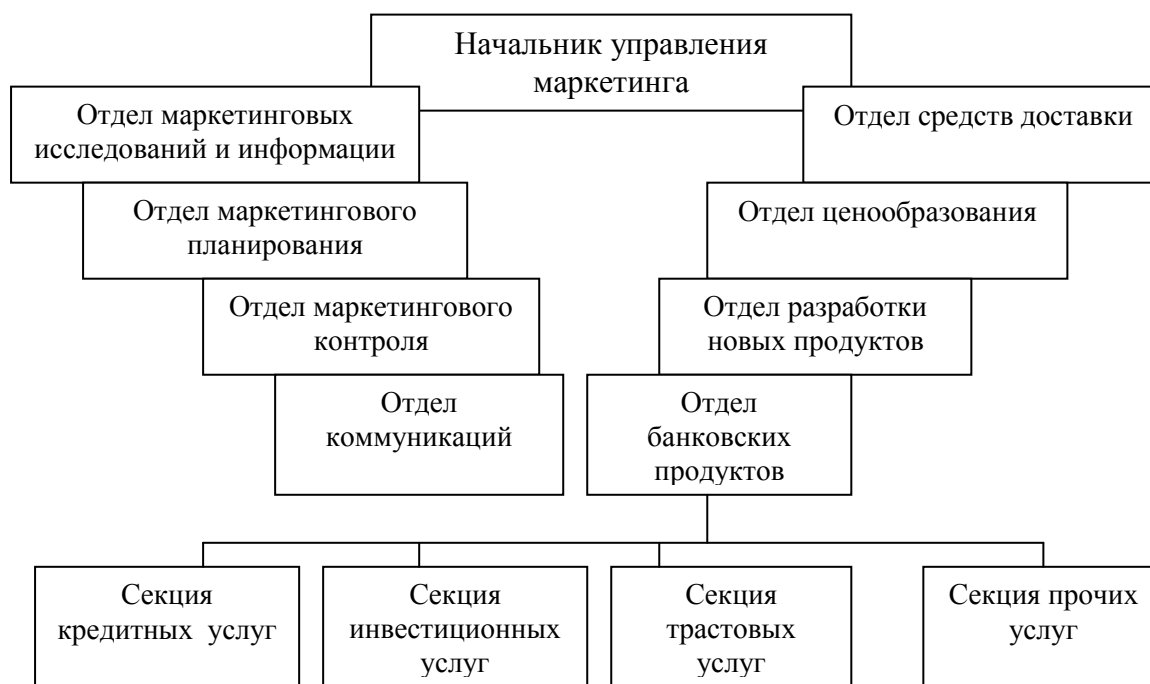 Начальник управления
маркетинга
Отдел маркетинговых
исследований и информации
Отдел средств доставки
Отдел маркетингового
планирования
Отдел ценообразования
Отдел маркетингового
контроля
Отдел разработки
новых продуктов
Отдел
коммуникаций
Отдел
банковских
продуктов
Секция
кредитных услуг
Секция
инвестиционных
услуг
Секция
трастовых
услуг
Секция прочих
услуг